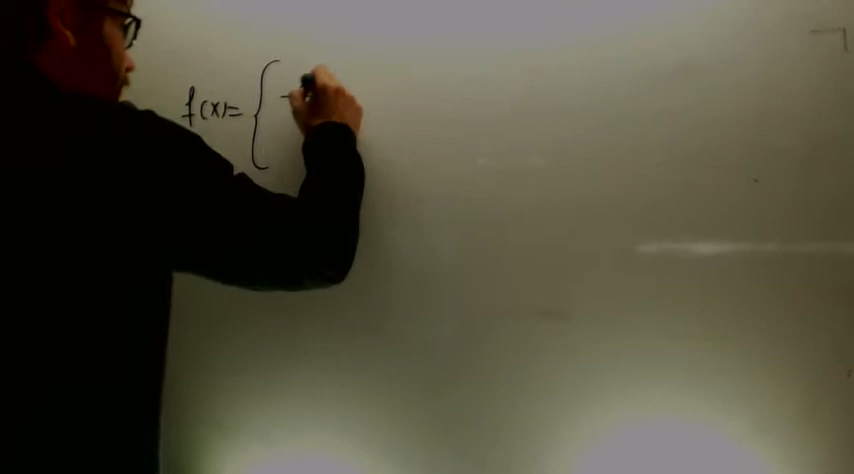 f(x)= {